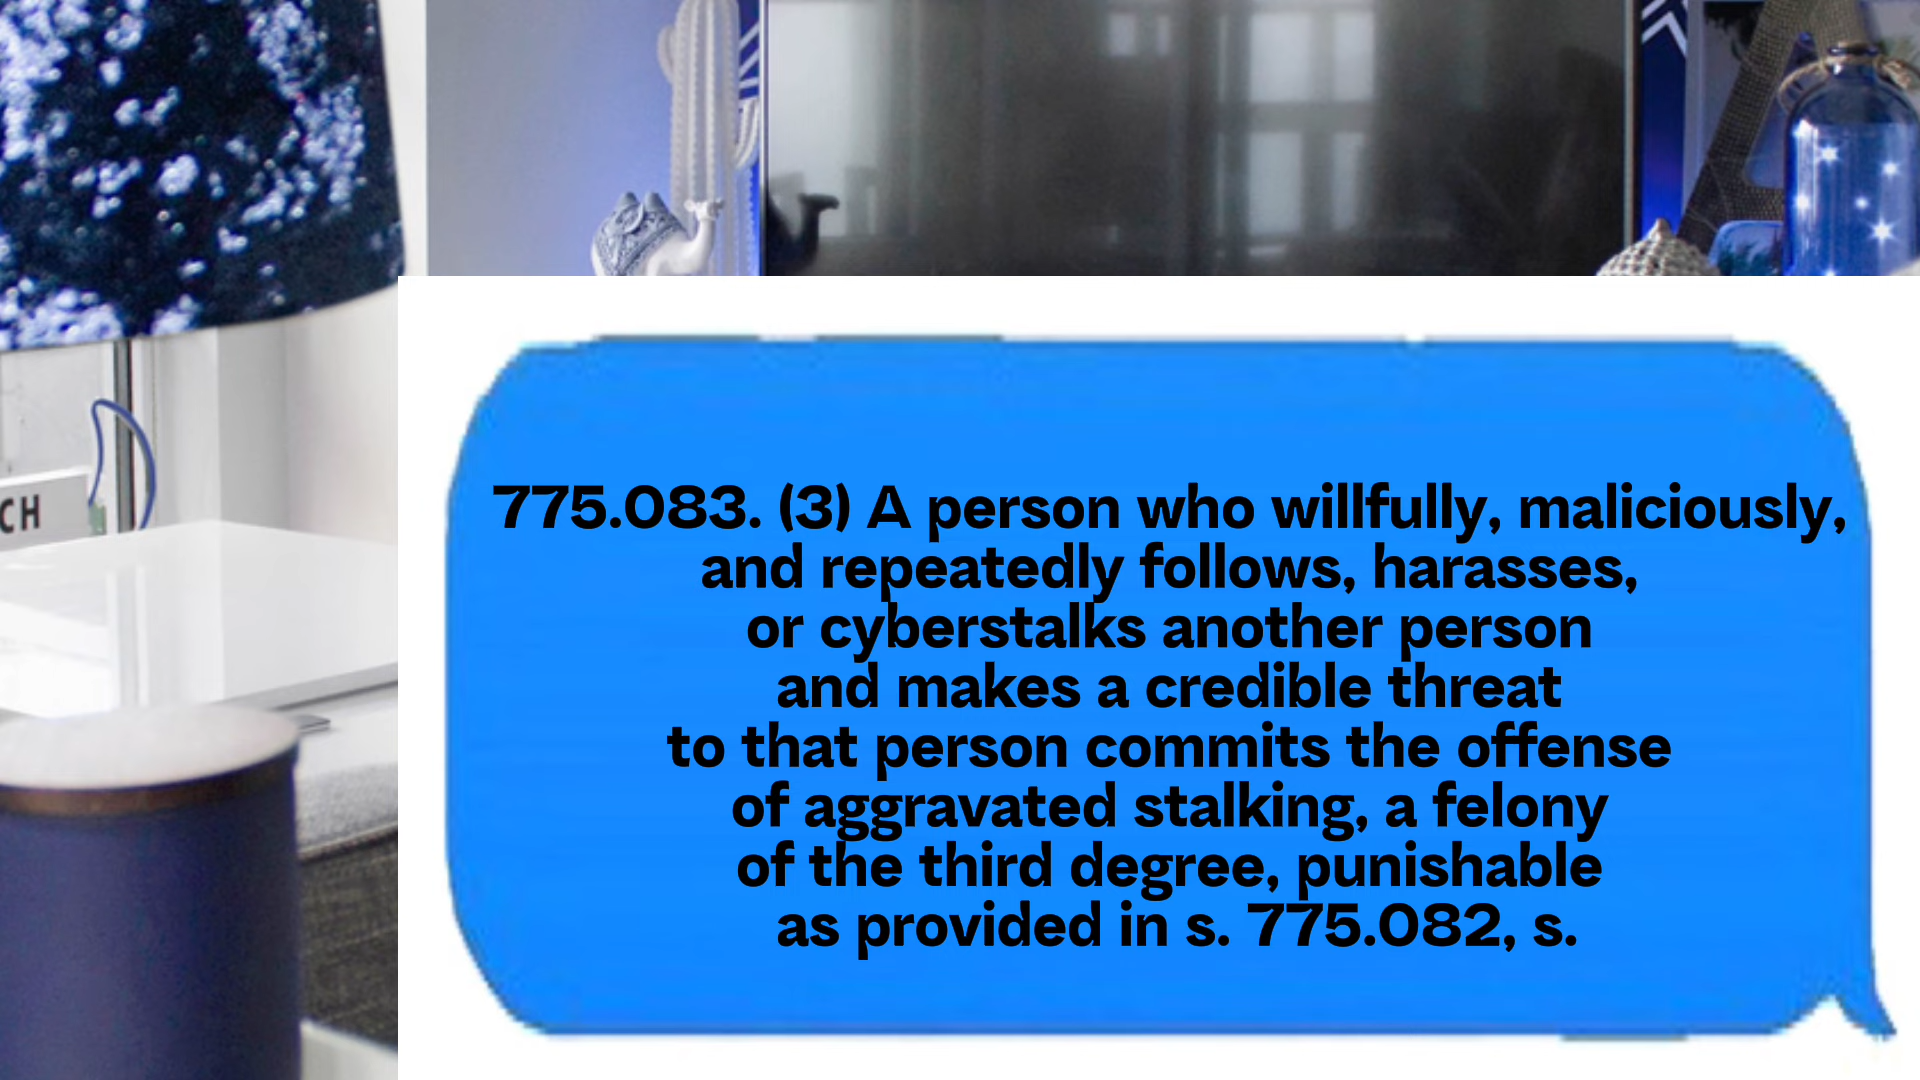 CH
775.083. (3) A person who willfully, maliciously,
and repeatedly follows, harasses,
or cyberstalks another person
and makes a credible threat
to that person commits the offense
of aggravated stalking, a felony
of the third degree, punishable
as provided in s. 775.082, s.